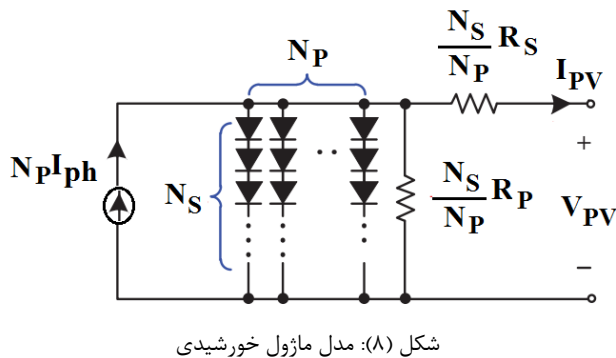 N_P
N_S/N_P R_S
I_PV
+
N_P I_ph
N_S
N_S/N_P R_P
V_PV
−
شکل (۸): مدل ماژول خورشیدی